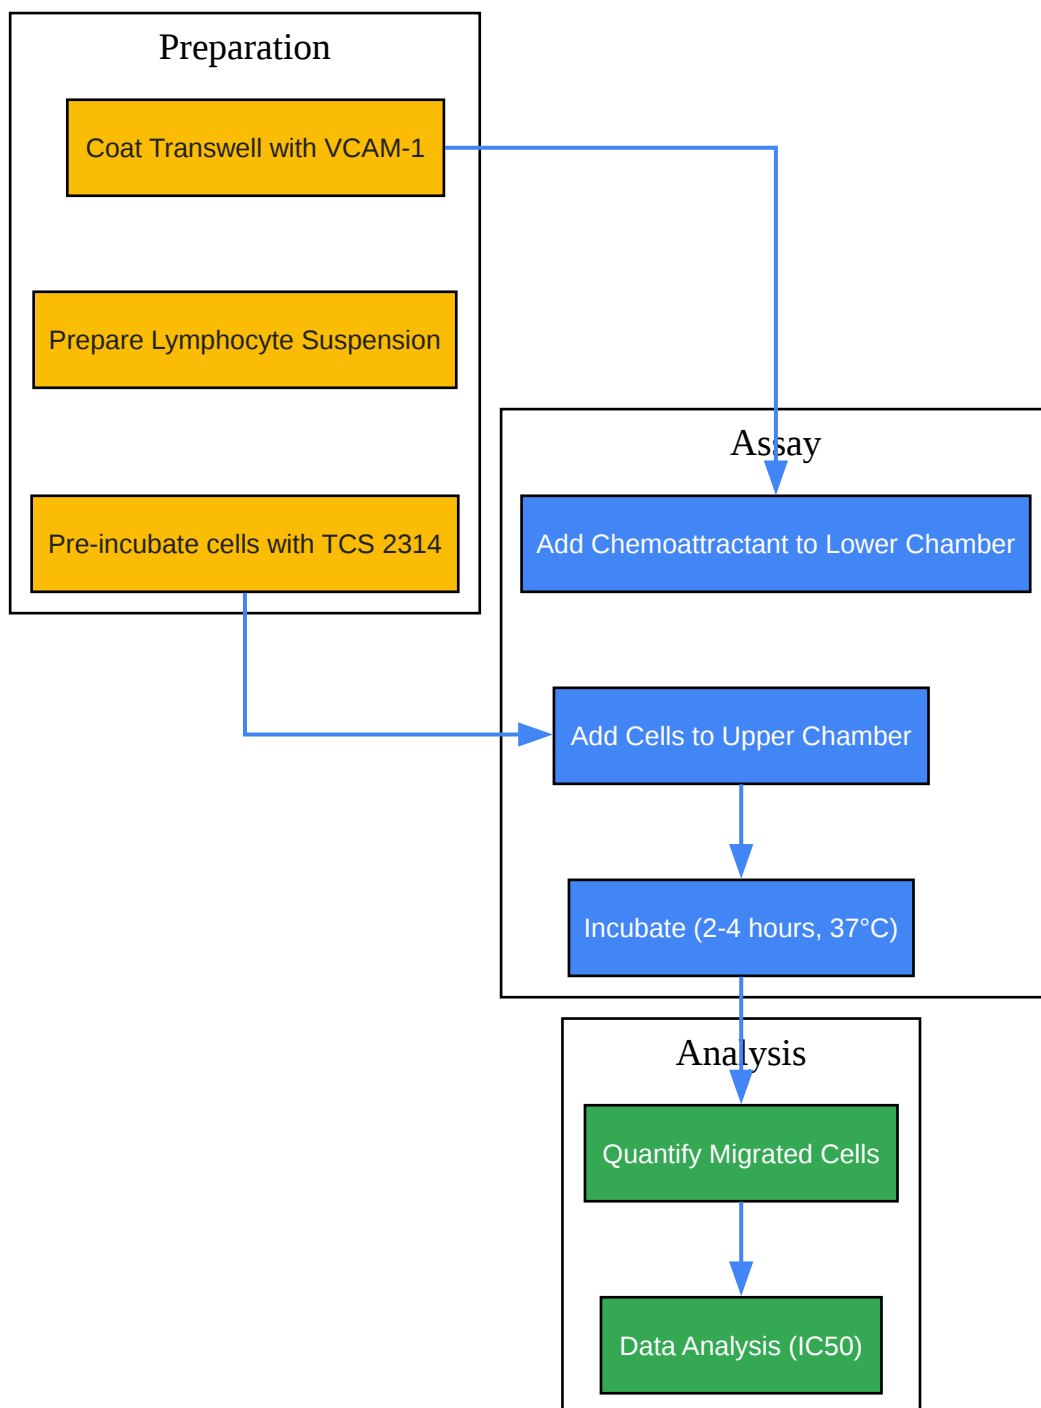 Preparation
Coat Transwell with VCAM-1
Prepare Lymphocyte Suspension
Pre-incubate cells with TCS 2314
Assay
Add Chemoattractant to Lower Chamber
Add Cells to Upper Chamber
Incubate (2-4 hours, 37°C)
Analysis
Quantify Migrated Cells
Data Analysis (IC50)